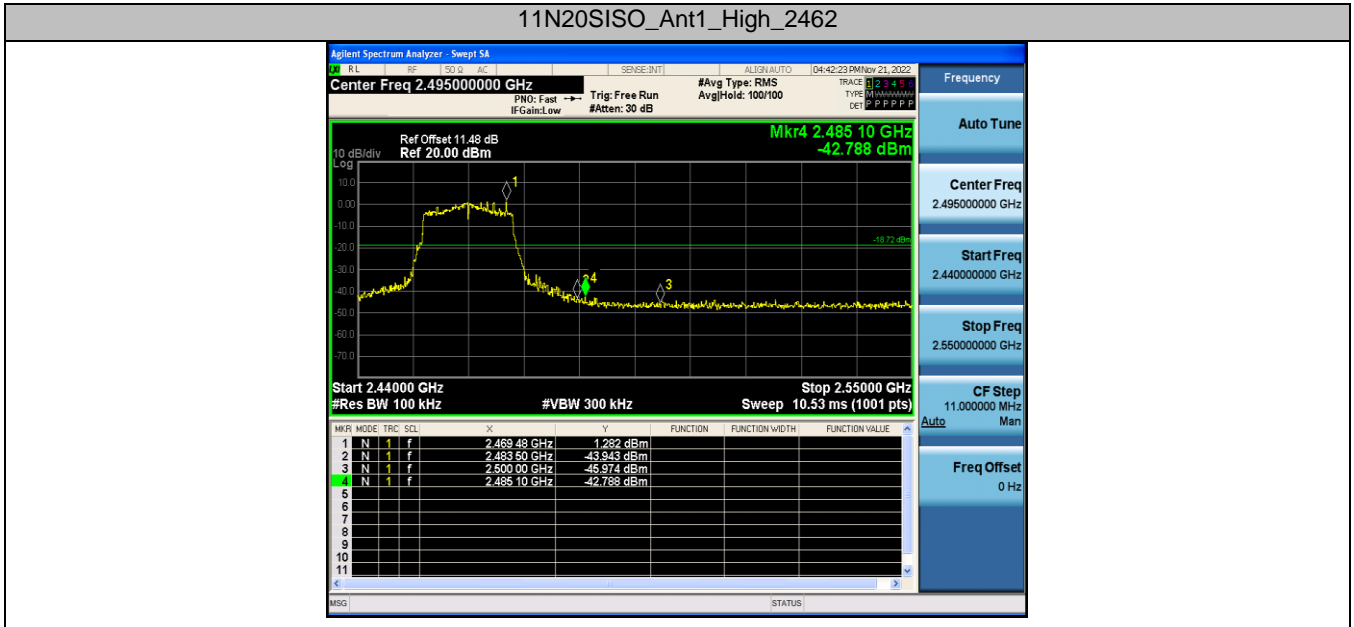 11N20SISO_Ant1_High_2462
Agilent Spectrum Analyzer - Swept SA
RL RF 50 Ω AC SENSE:INT ALIGN AUTO 04:42:23 PM Nov 21, 2022
Center Freq 2.495000000 GHz
PNO: Fast
IFGain:Low
Trig: Free Run
#Atten: 30 dB
#Avg Type: RMS
Avg|Hold: 100/100
TRACE 1 2 3 4 5 6
TYPE M WWWWW
DET P P P P P P
Ref Offset 11.48 dB
10 dB/div Ref 20.00 dBm
Log
Mkr4 2.485 10 GHz
-42.788 dBm
10.0
0.00
-10.0
-20.0
-30.0
-40.0
-50.0
-60.0
-70.0
1
4
3
-18.72 dBm
Start 2.44000 GHz Stop 2.55000 GHz
#Res BW 100 kHz #VBW 300 kHz Sweep 10.53 ms (1001 pts)
MKR MODE TRC SCL X Y FUNCTION FUNCTION WIDTH FUNCTION VALUE
1 N 1 f 2.469 48 GHz 1.282 dBm
2 N 1 f 2.483 50 GHz -43.943 dBm
3 N 1 f 2.500 00 GHz -45.974 dBm
4 N 1 f 2.485 10 GHz -42.788 dBm
5
6
7
8
9
10
11
MSG STATUS
Frequency
Auto Tune
Center Freq
2.495000000 GHz
Start Freq
2.440000000 GHz
Stop Freq
2.550000000 GHz
CF Step
11.000000 MHz
Auto Man
Freq Offset
0 Hz